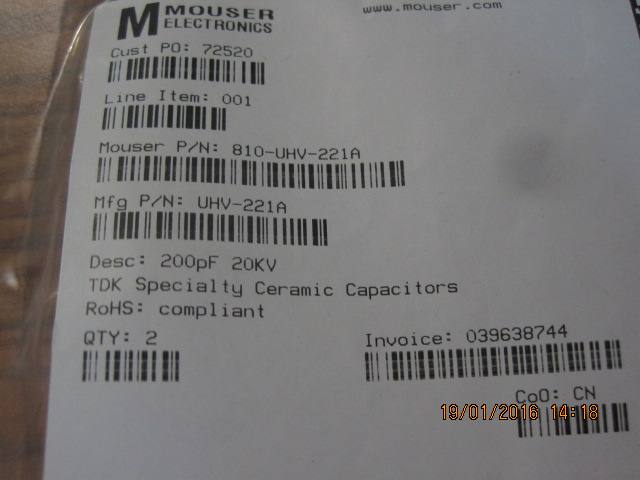 MOUSER
ELECTRONICS
www.mouser.com
Cust PO: 72520
Line Item: 001
Mouser P/N: 810-UHV-221A
Mfg P/N: UHV-221A
Desc: 200pF 20KV
TDK Specialty Ceramic Capacitors
RoHS: compliant
QTY: 2
Invoice: 039638744
CoO: CN
19/01/2016 14:18